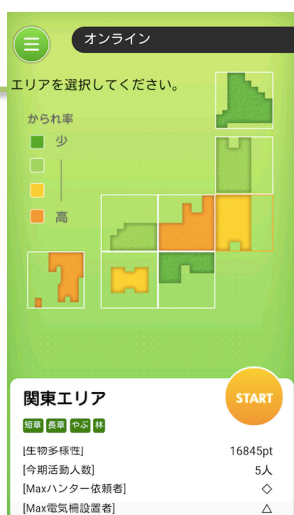 オンライン
エリアを選択してください。
かられ率
少
高
関東エリア
START
短草 長草 やぶ 林
[生物多様性] 16845pt
[今期活動人数] 5人
[Maxハンター依頼者] ◇
[Max電気柵設置者] △